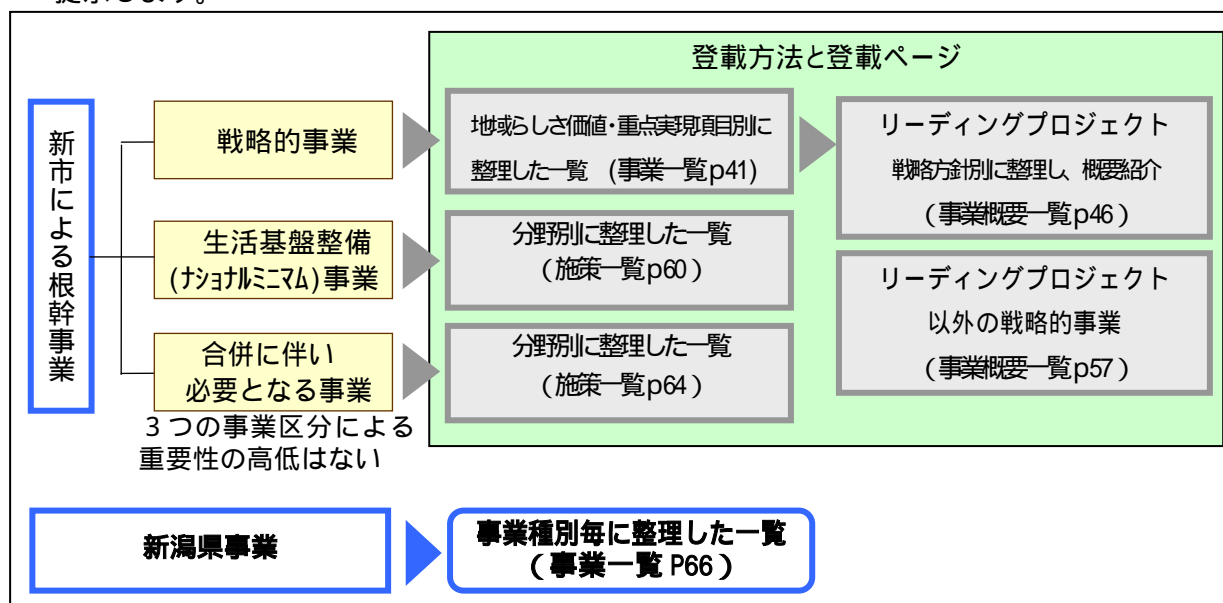 提示します。
登載方法と登載ページ
新市による根幹事業
戦略的事業
地域らしさ価値・重点実現項目別に
整理した一覧 (事業一覧p41)
リーディングプロジェクト
戦略方針別に整理し、概要紹介
(事業概要一覧p46)
生活基盤整備
(ﾅｼｮﾅﾙﾐﾆﾏﾑ)事業
分野別に整理した一覧
(施策一覧p60)
リーディングプロジェクト
以外の戦略的事業
(事業概要一覧p57)
合併に伴い
必要となる事業
分野別に整理した一覧
(施策一覧p64)
３つの事業区分による
重要性の高低はない
新潟県事業
事業種別毎に整理した一覧
(事業一覧 P66)